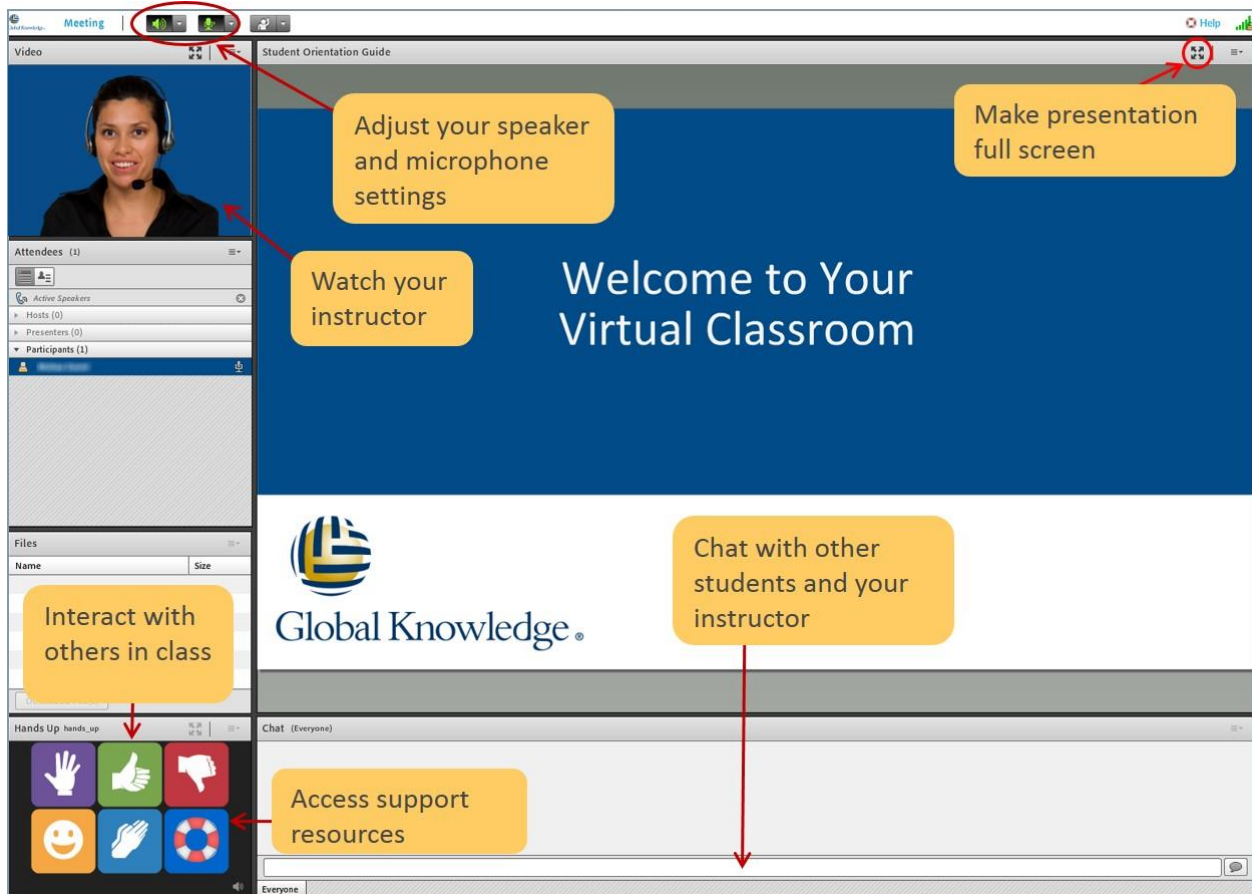 Meeting
Help
Video
Student Orientation Guide
Adjust your speaker
and microphone
settings
Make presentation
full screen
Watch your
instructor
Welcome to Your
Virtual Classroom
Attendees (1)
Active Speakers
Hosts (0)
Presenters (0)
Participants (1)
Files
Name
Size
Interact with
others in class
Global Knowledge ®
Chat with other
students and your
instructor
Hands Up hands_up
Chat (Everyone)
Access support
resources
Everyone